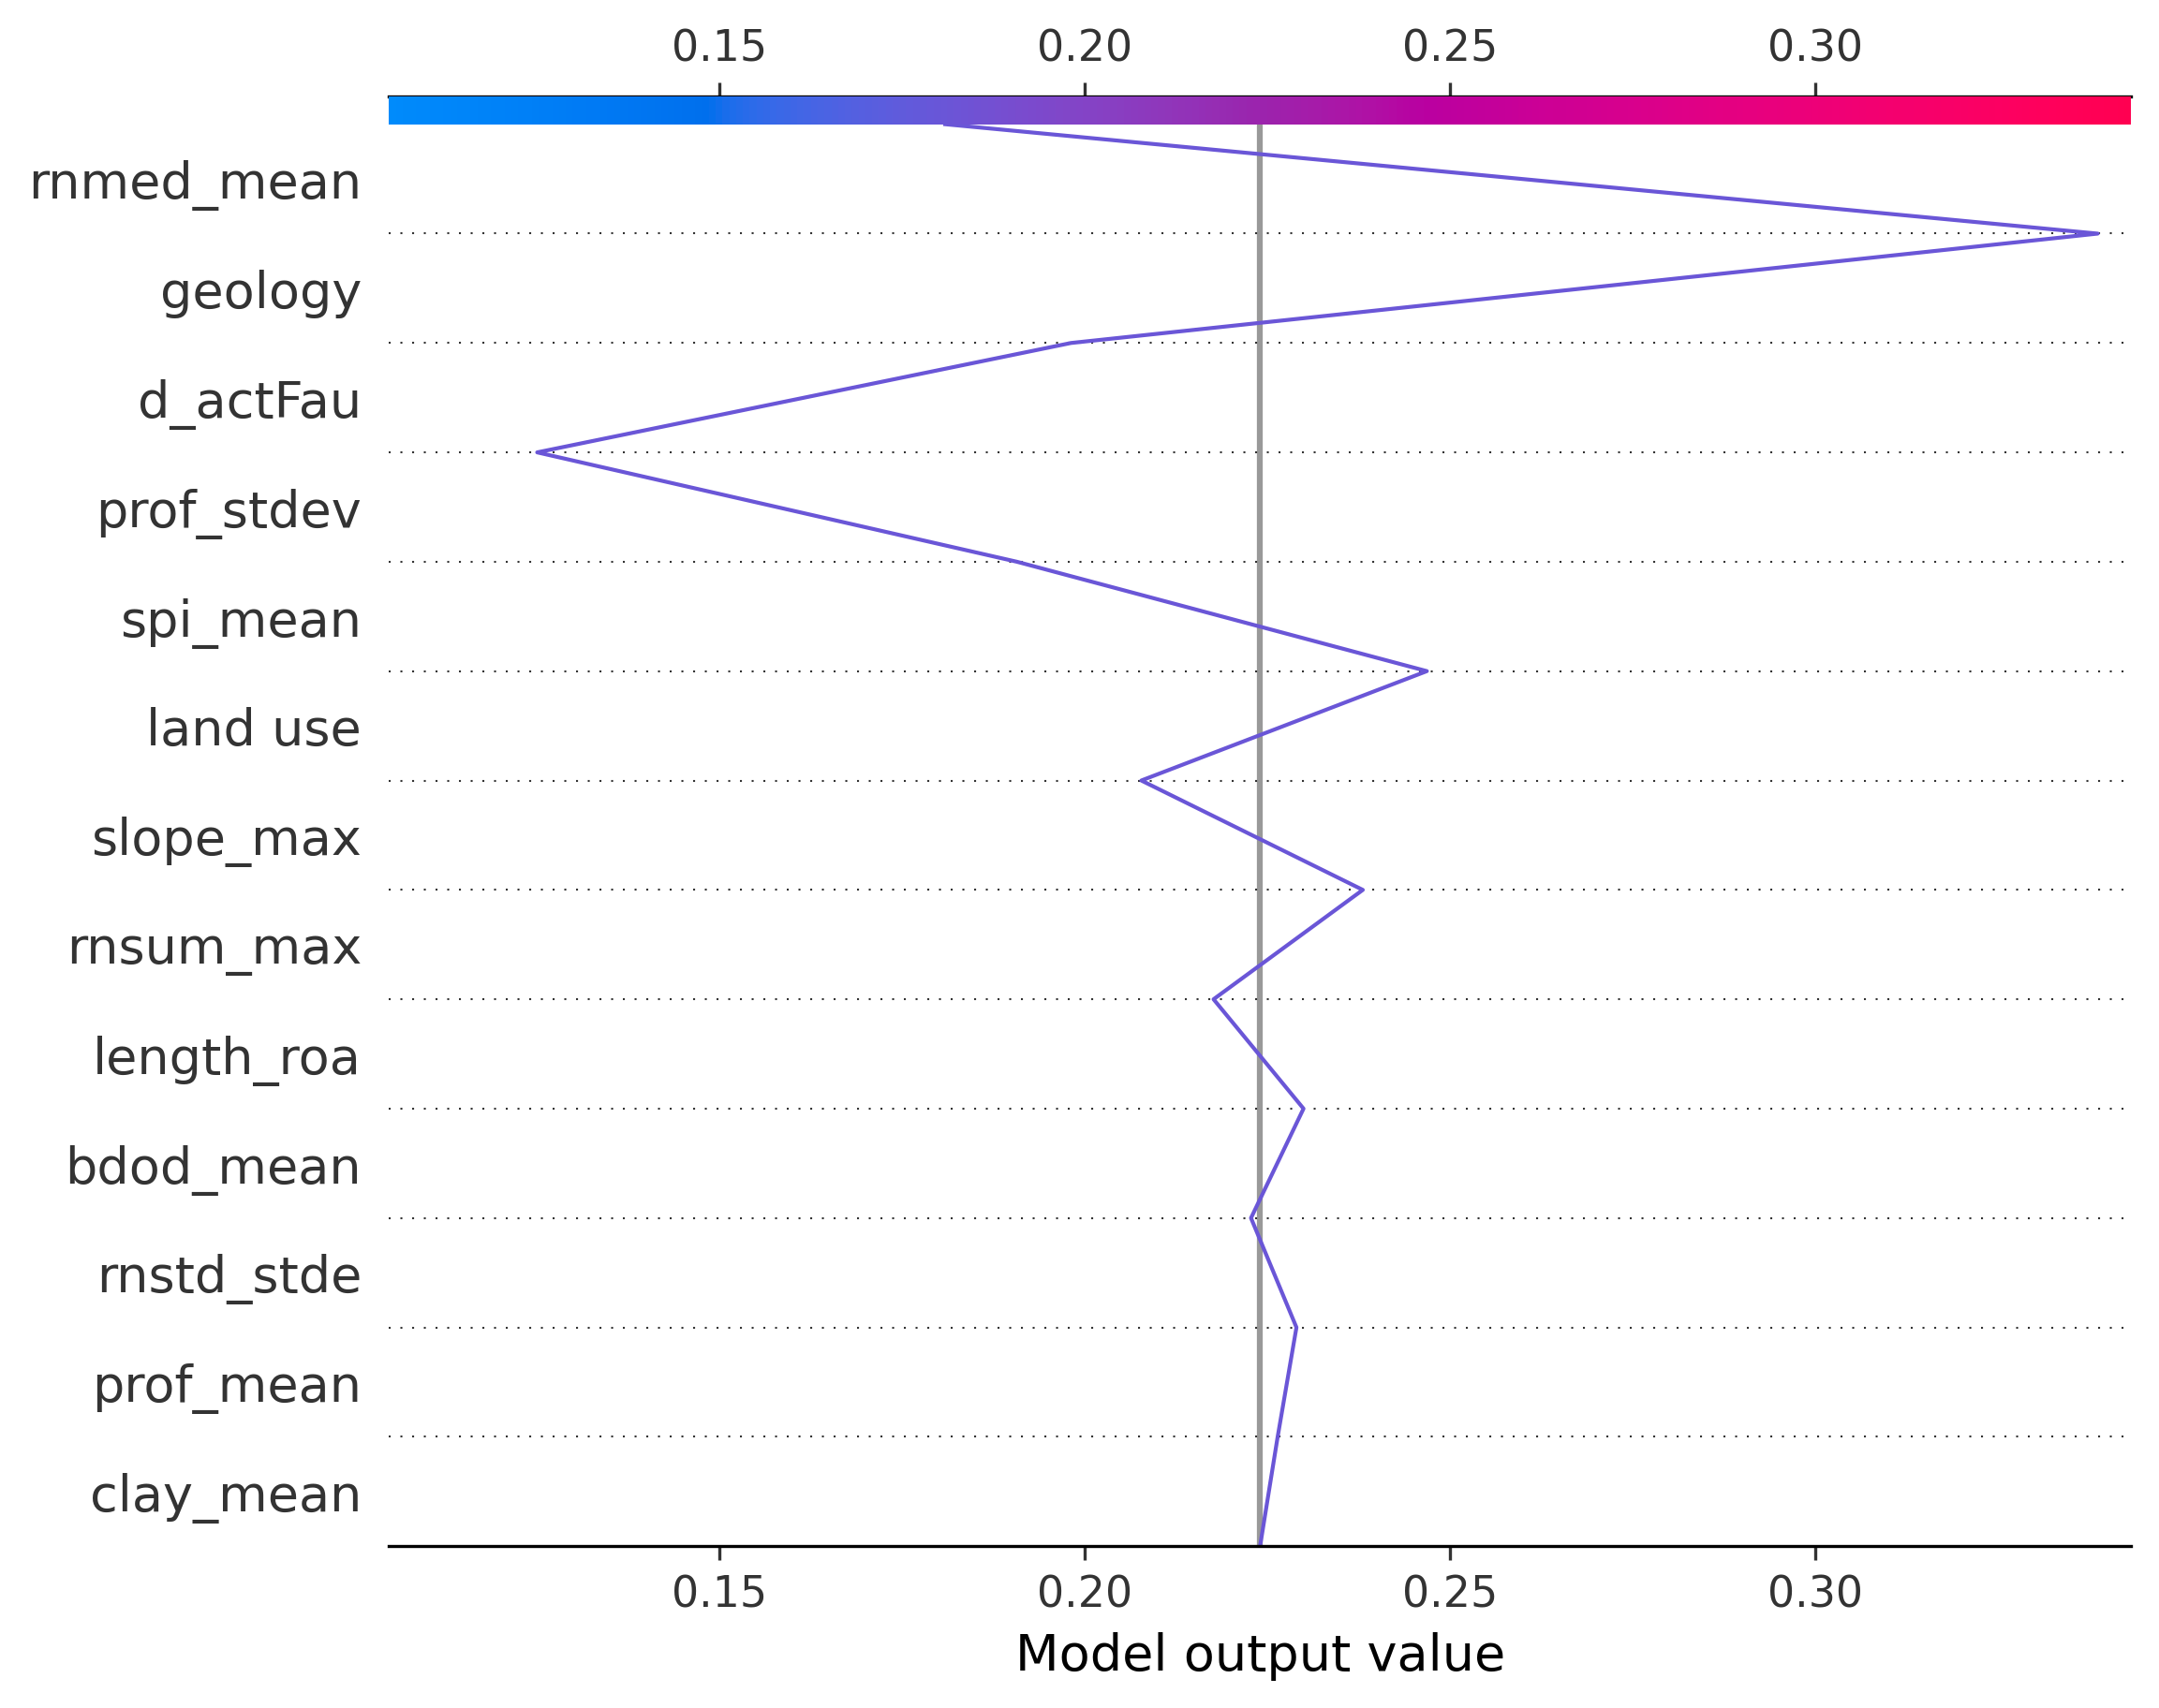 0.15 0.20 0.25 0.30
rnmed_mean
geology
d_actFau
prof_stdev
spi_mean
land use
slope_max
rnsum_max
length_roa
bdod_mean
rnstd_stde
prof_mean
clay_mean
0.15 0.20 0.25 0.30
Model output value